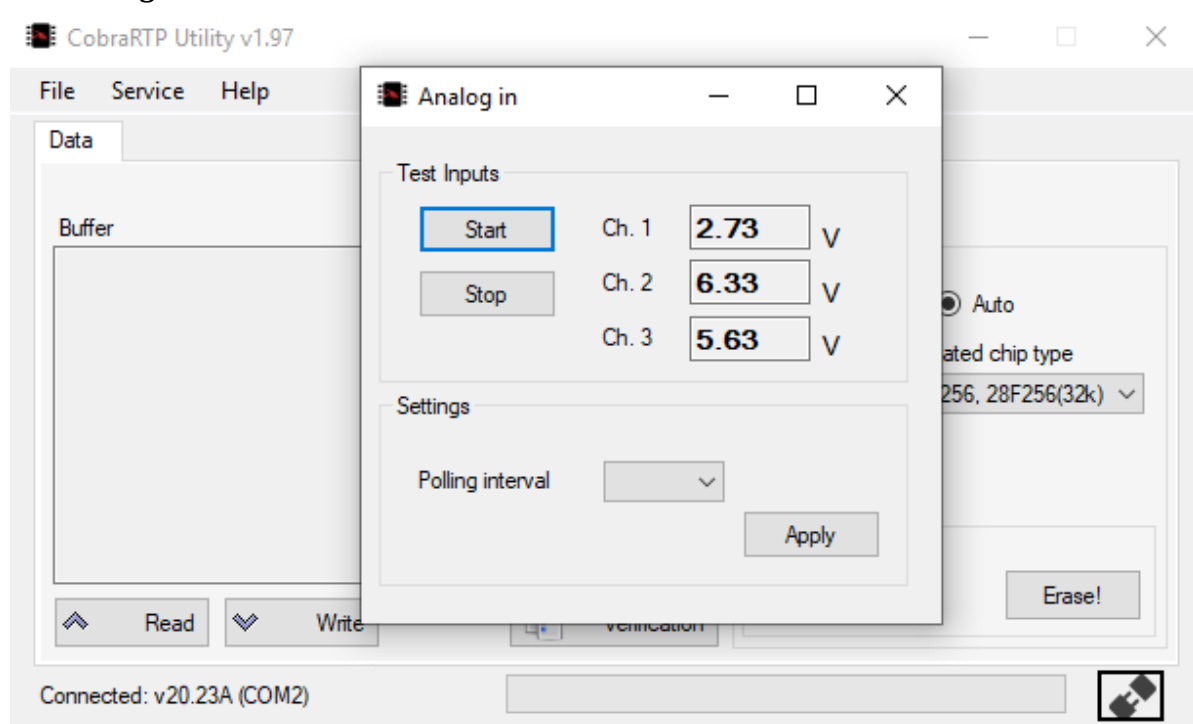 CobraRTP Utility v1.97
File Service Help
Analog in
Data
Test Inputs
Buffer
Start Ch. 1 2.73 V
Stop Ch. 2 6.33 V
Ch. 3 5.63 V
Auto
ated chip type
256, 28F256(32k)
Settings
Polling interval
Apply
Erase!
Read Write
Connected: v20.23A (COM2)